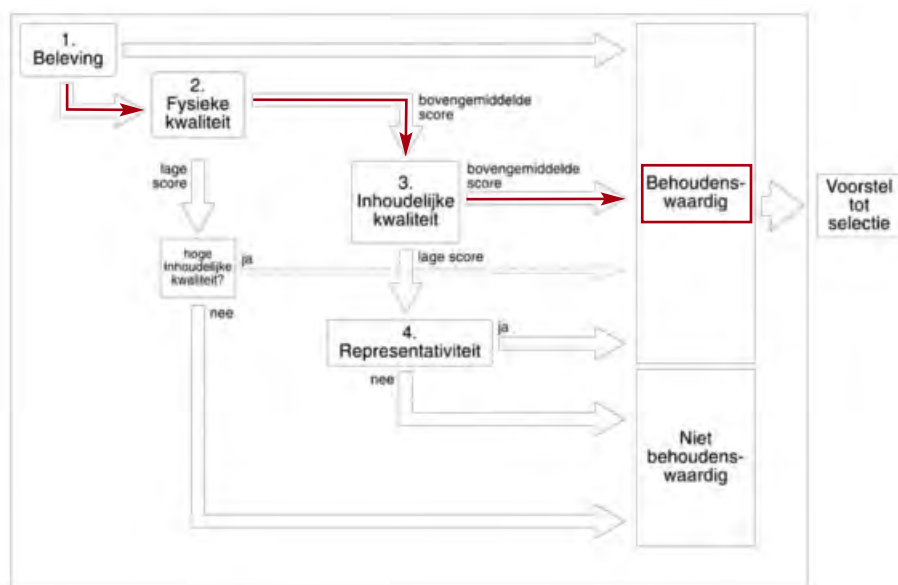 1.
Beleving
2.
Fysieke
kwaliteit
bovengemiddelde
score
lage
score
3.
Inhoudelijke
kwaliteit
bovengemiddelde
score
Behoudens-
waardig
Voorstel
tot
selectie
hoge
inhoudelijke
kwaliteit?
ja
lage score
nee
4.
Representativiteit
ja
nee
Niet
behoudens-
waardig